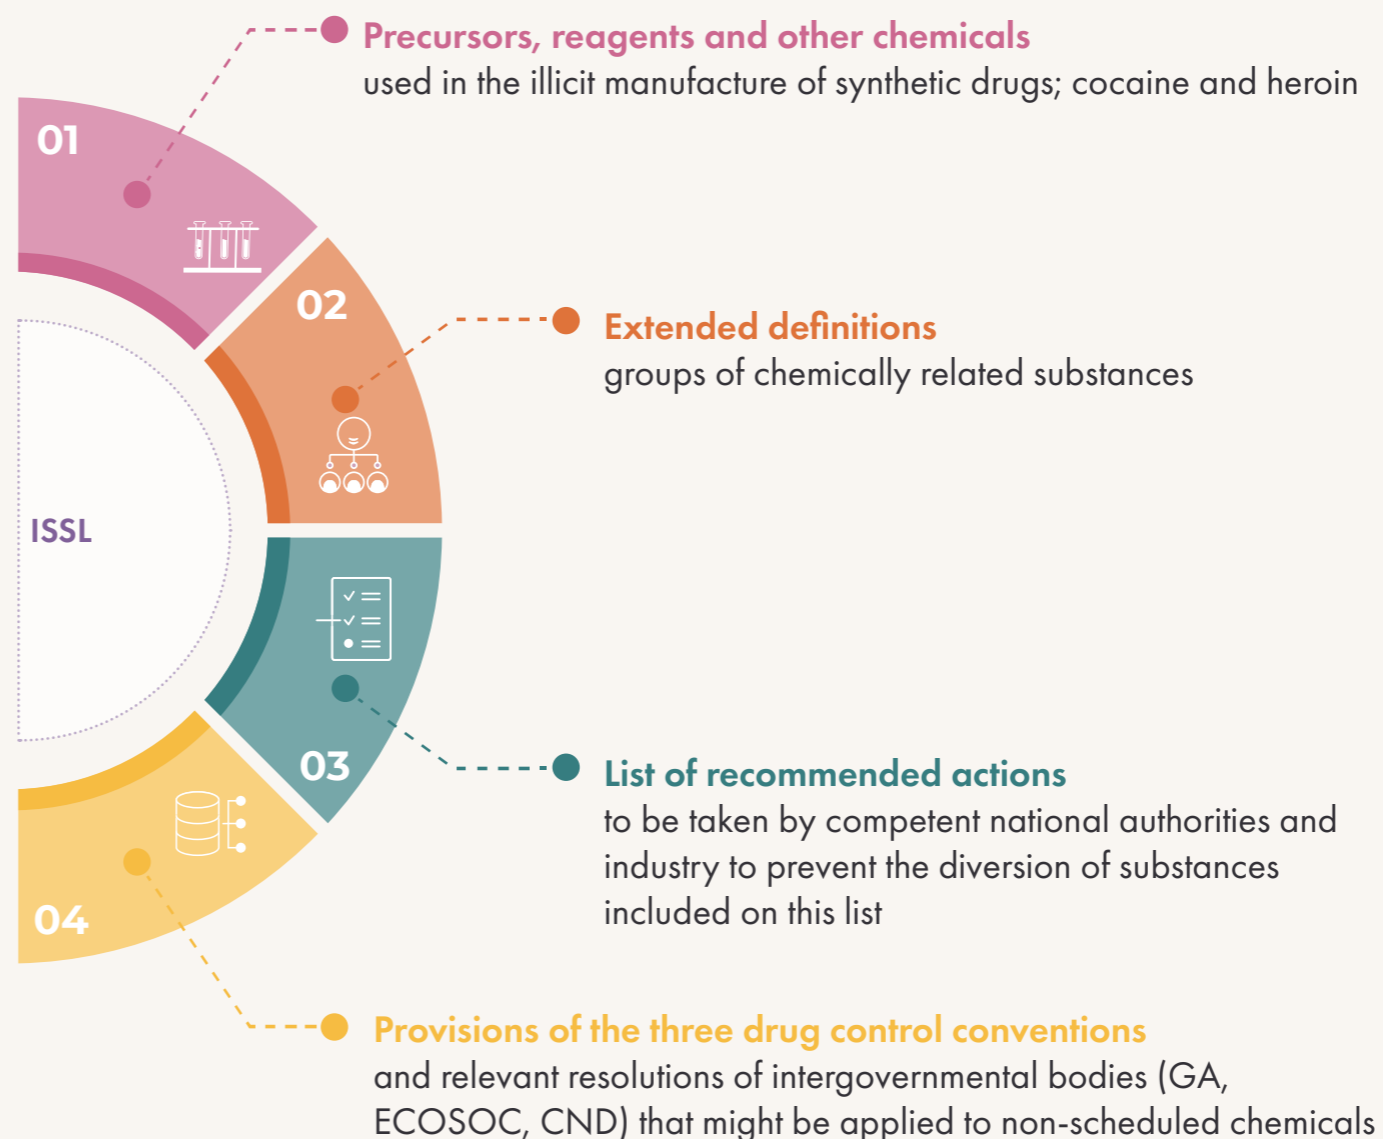 Precursors, reagents and other chemicals
used in the illicit manufacture of synthetic drugs; cocaine and heroin
01
02
Extended definitions
groups of chemically related substances
ISSL
03
List of recommended actions
to be taken by competent national authorities and
industry to prevent the diversion of substances
included on this list
04
Provisions of the three drug control conventions
and relevant resolutions of intergovernmental bodies (GA,
ECOSOC, CND) that might be applied to non-scheduled chemicals